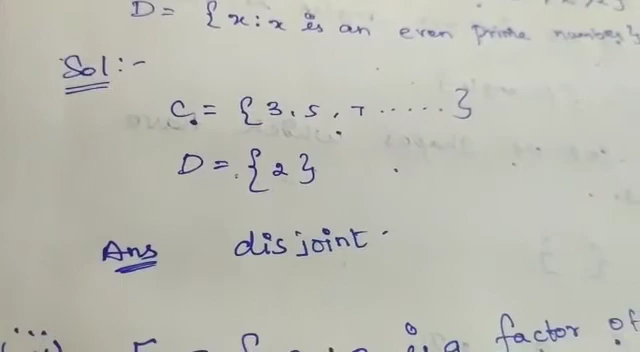 D = {x : x is an even prime number}
Sol :-
C = {3, 5, 7 ......}
D = {2}
Ans disjoint.
factor of